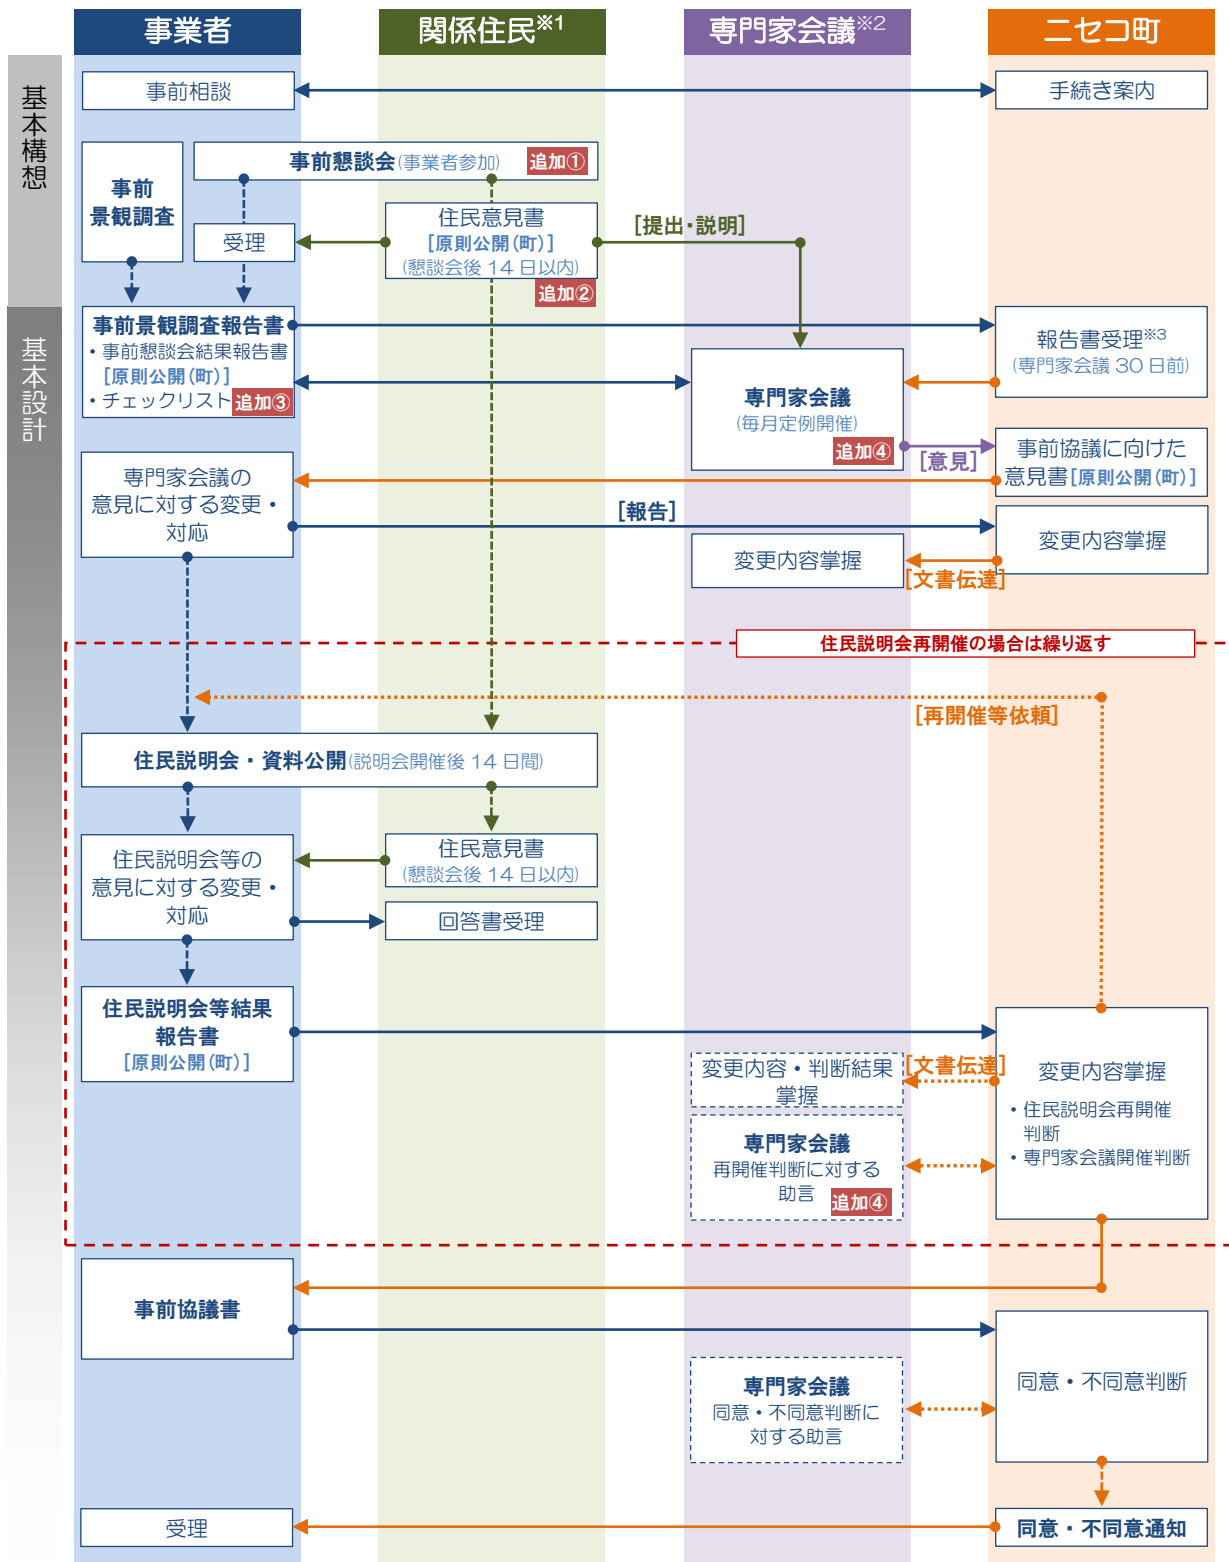 事業者
関係住民※1
専門家会議※2
ニセコ町
基本構想
事前相談
手続き案内
事前
景観調査
事前懇談会(事業者参加) 追加①
受理
住民意見書
[原則公開(町)]
(懇談会後 14 日以内)
追加②
[提出・説明]
基本設計
事前景観調査報告書
・事前懇談会結果報告書
[原則公開(町)]
・チェックリスト 追加③
報告書受理※3
(専門家会議 30 日前)
専門家会議
(毎月定例開催)
追加④
[意見]
事前協議に向けた
意見書[原則公開(町)]
専門家会議の
意見に対する変更・
対応
[報告]
変更内容掌握
変更内容掌握
[文書伝達]
住民説明会再開催の場合は繰り返す
[再開催等依頼]
住民説明会・資料公開(説明会開催後 14 日間)
住民説明会等の
意見に対する変更・
対応
住民意見書
(懇談会後 14 日以内)
回答書受理
住民説明会等結果
報告書
[原則公開(町)]
変更内容・判断結果
掌握
[文書伝達]
変更内容掌握
・住民説明会再開催
判断
・専門家会議開催判断
専門家会議
再開催判断に対する
助言 追加④
事前協議書
専門家会議
同意・不同意判断に
対する助言
同意・不同意判断
受理
同意・不同意通知